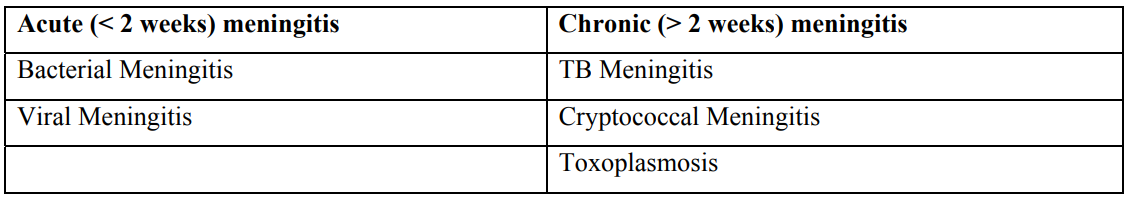 Acute (< 2 weeks) meningitis
Chronic (> 2 weeks) meningitis
Bacterial Meningitis
TB Meningitis
Viral Meningitis
Cryptococcal Meningitis
Toxoplasmosis